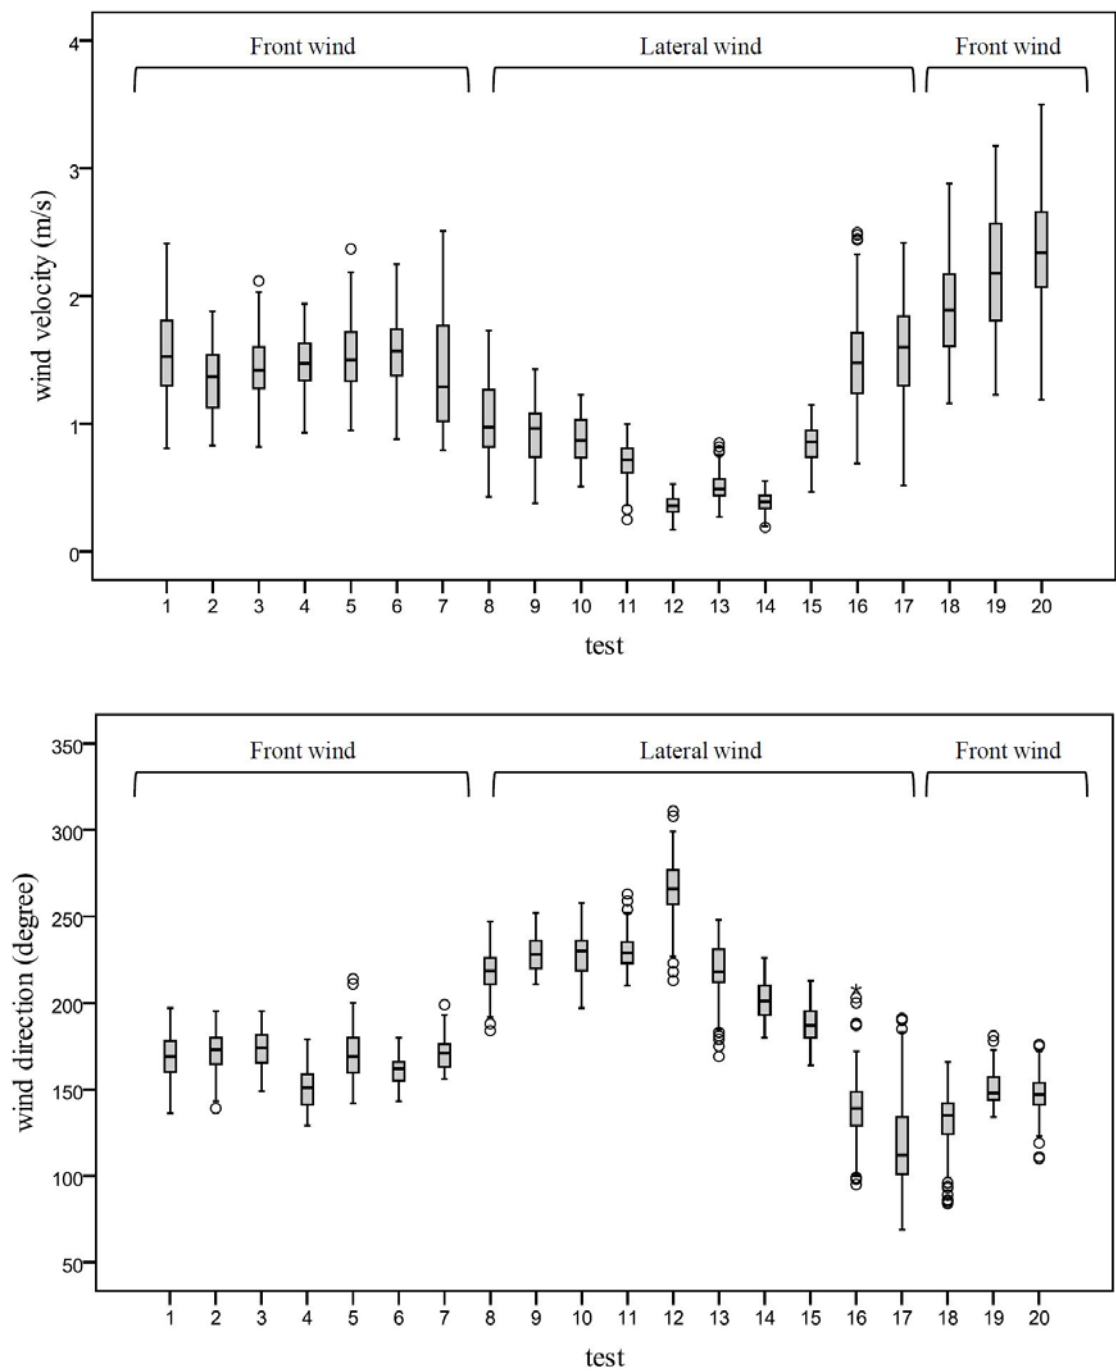 Front wind Lateral wind Front wind
4
3
2
1
0
wind velocity (m/s)
1 2 3 4 5 6 7 8 9 10 11 12 13 14 15 16 17 18 19 20
test
Front wind Lateral wind Front wind
350
300
250
200
150
100
50
wind direction (degree)
1 2 3 4 5 6 7 8 9 10 11 12 13 14 15 16 17 18 19 20
test